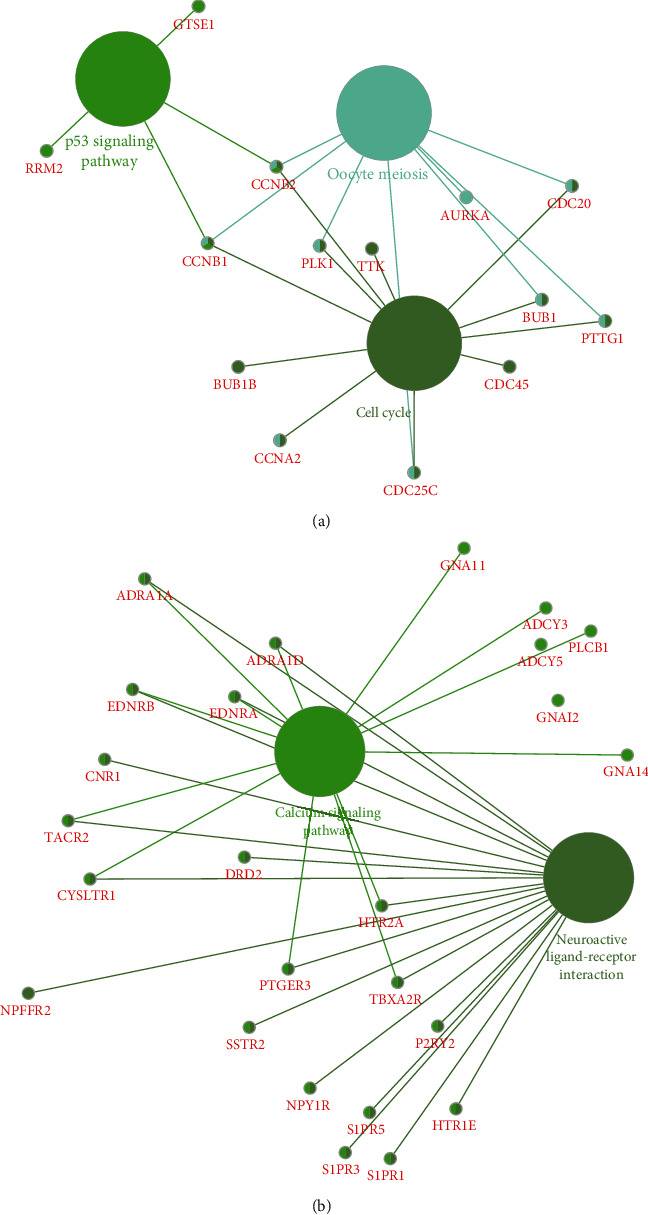 GTSE1
p53 signaling
pathway
RRM2
CCNB2
Oocyte meiosis
AURKA
CDC20
CCNB1
PLK1
TTK
BUB1
PTTG1
BUB1B
CDC45
Cell cycle
CCNA2
CDC25C
(a)
GNA11
ADRA1A
ADCY3
PLCB1
ADRA1D
ADCY5
EDNRB
EDNRA
GNAI2
CNR1
GNA14
Calcium signaling
pathway
TACR2
DRD2
CYSLTR1
HTR2A
Neuroactive
ligand-receptor
interaction
PTGER3
TBXA2R
NPFFR2
SSTR2
P2RY2
NPY1R
S1PR5
HTR1E
S1PR3
S1PR1
(b)